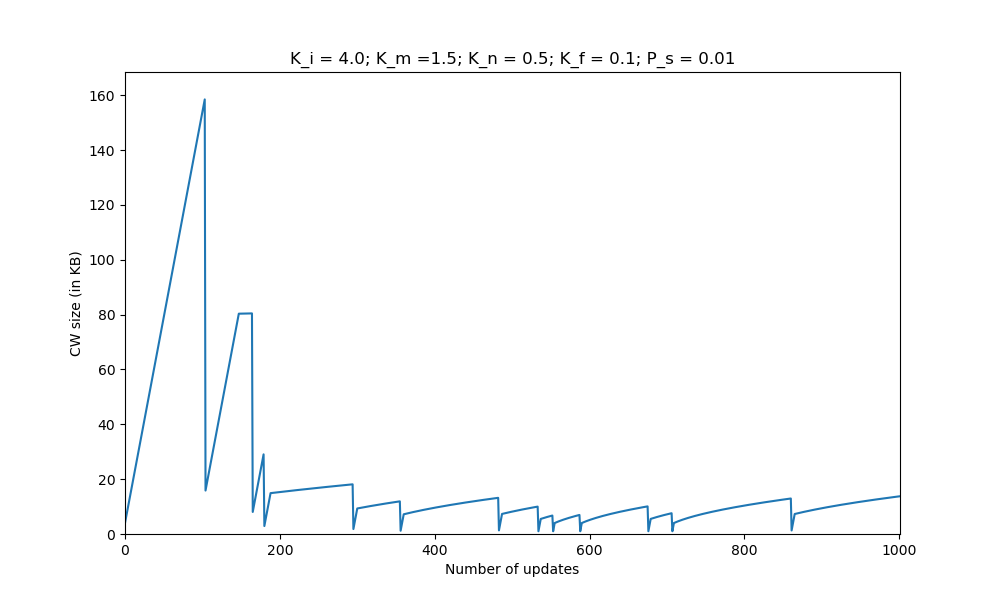 K_i = 4.0; K_m =1.5; K_n = 0.5; K_f = 0.1; P_s = 0.01
CW size (in KB)
160
140
120
100
80
60
40
20
0
0 200 400 600 800 1000
Number of updates